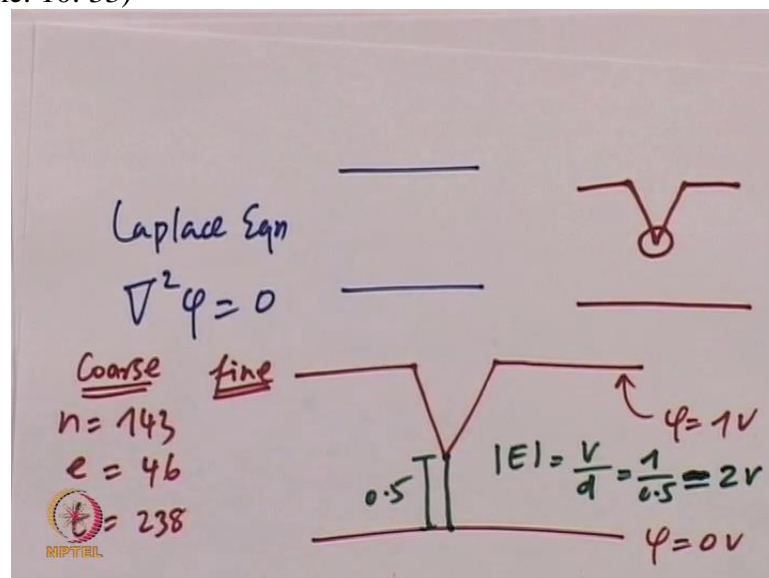 Laplace Eqn
∇²φ = 0
Coarse fine
n = 143
e = 46
t = 238
NPTEL
0.5
|E| = V/d = 1/0.5 = 2V
φ = 1V
φ = 0V